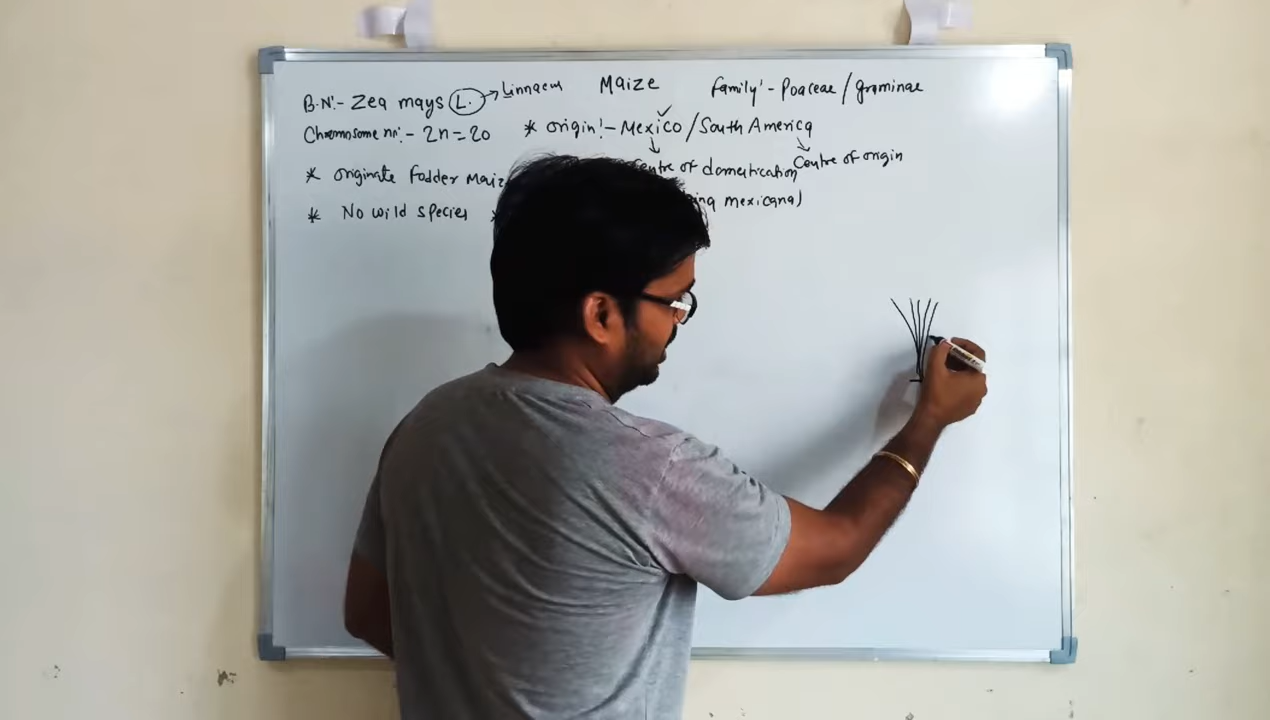 Maize
B.N:- Zea mays L. → Linnaeus family:- Poaceae / graminae
Chromosome no:- 2n=20 * origin:- Mexico / South America
* originate Fodder Maiz centre of domestication Centre of origin
* No wild species mexicana)